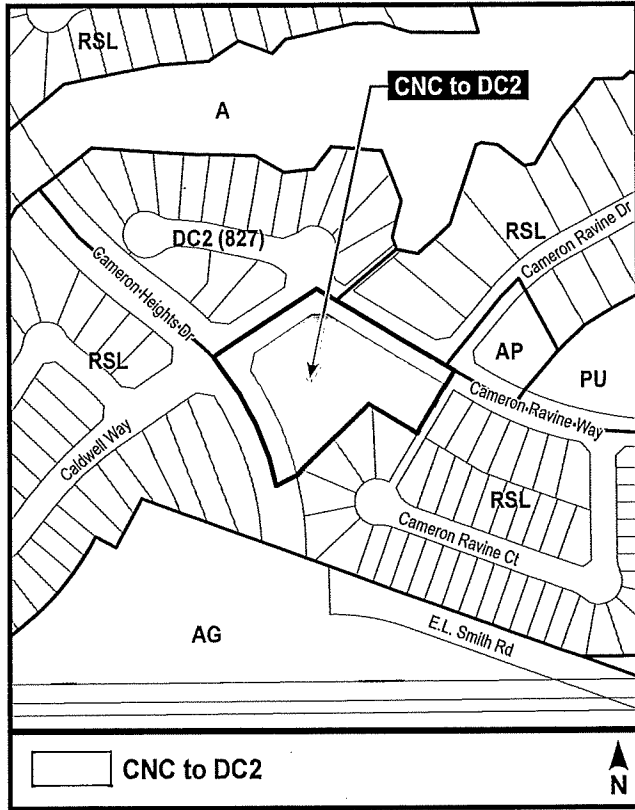 RSL
CNC to DC2
A
DC2 (827)
RSL
Cameron Ravine Dr
Cameron Heights Dr
RSL
AP
PU
Cameron Ravine Way
Caldwell Way
RSL
Cameron Ravine Ct
E.L. Smith Rd
AG
CNC to DC2
N